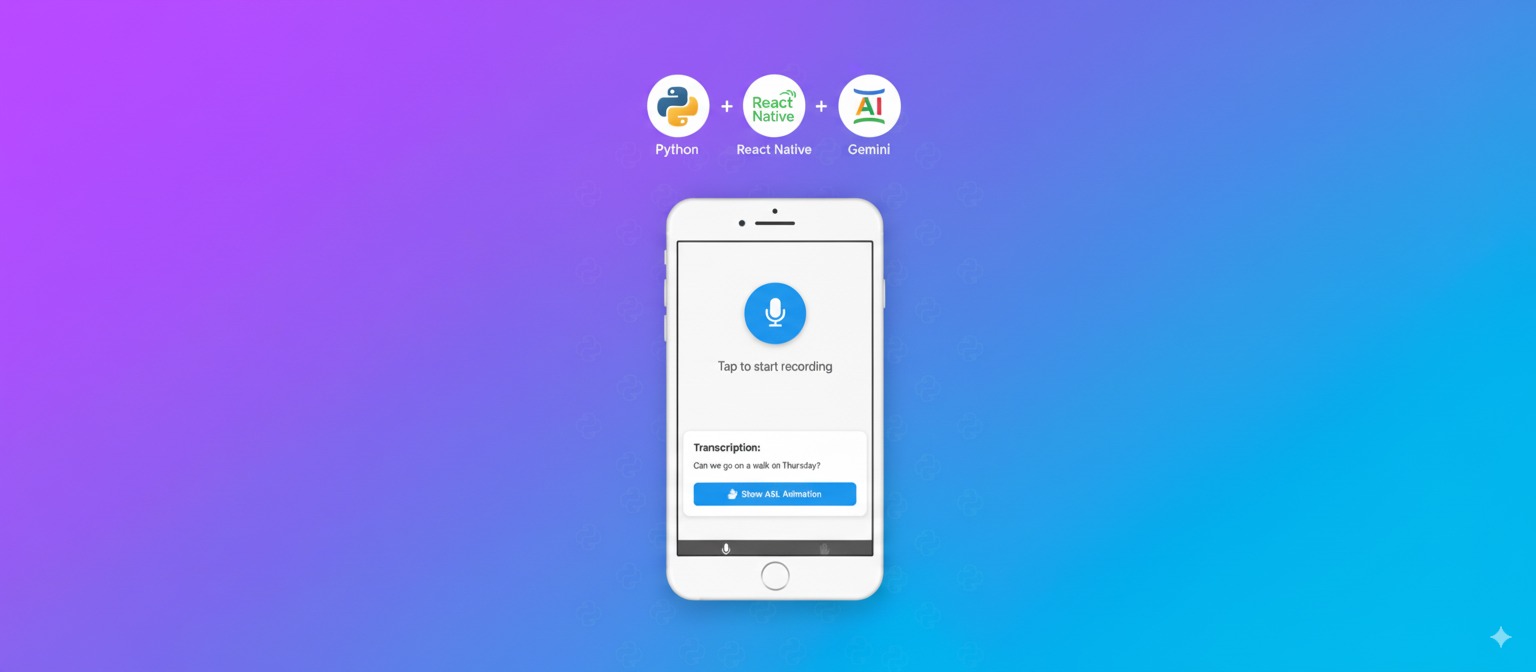 React
Native
AI
+
+
Python
React Native
Gemini
Tap to start recording
Transcription:
Can we go on a walk on Thursday?
Show ASL Animation